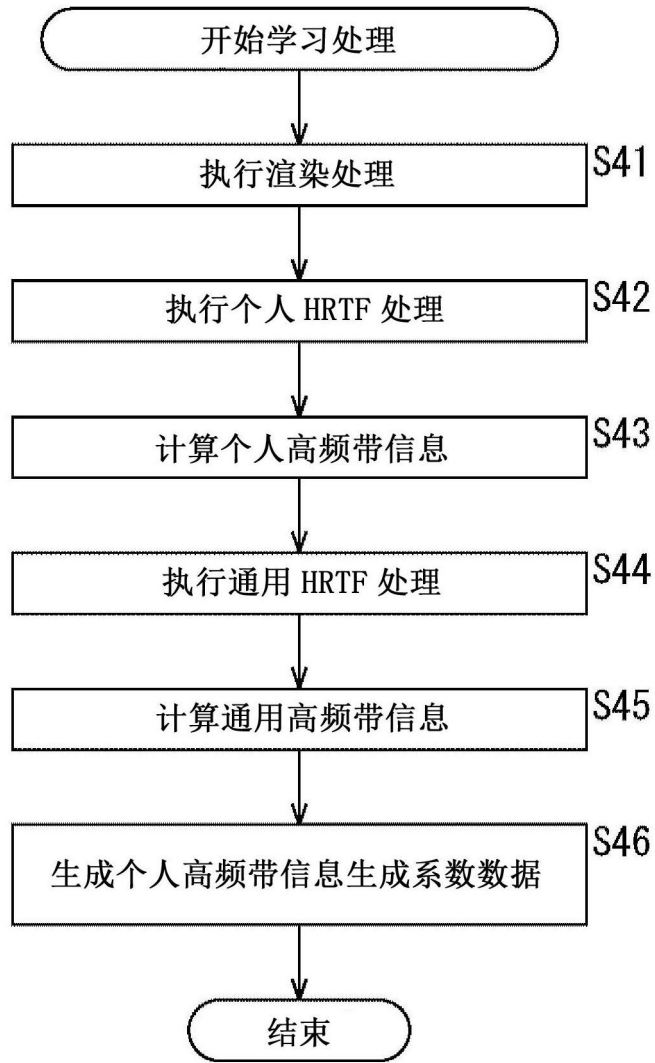 开始学习处理
执行渲染处理
S41
执行个人 HRTF 处理
S42
计算个人高频带信息
S43
执行通用 HRTF 处理
S44
计算通用高频带信息
S45
生成个人高频带信息生成系数数据
S46
结束